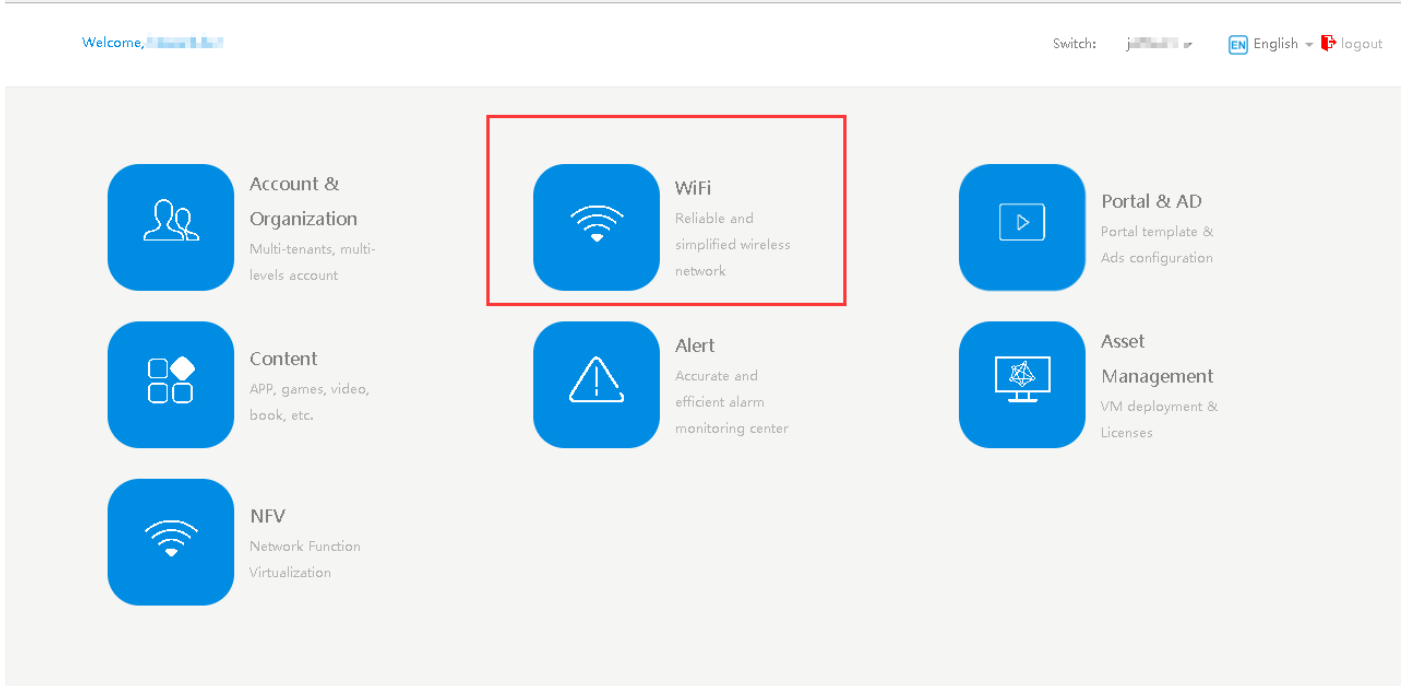 Welcome,
Switch:
EN English
logout
Account &
Organization
Multi-tenants, multi-
levels account
WiFi
Reliable and
simplified wireless
network
Portal & AD
Portal template &
Ads configuration
Content
APP, games, video,
book, etc.
Alert
Accurate and
efficient alarm
monitoring center
Asset
Management
VM deployment &
Licenses
NFV
Network Function
Virtualization